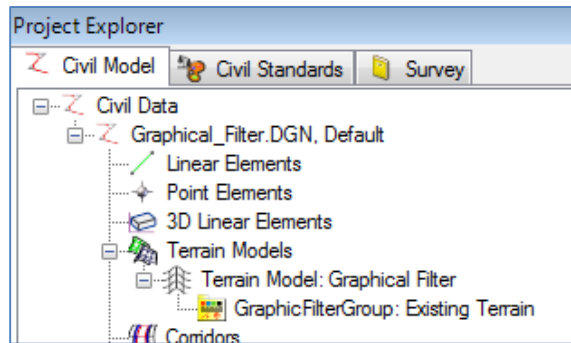 Project Explorer
Civil Model Civil Standards Survey
Civil Data
Graphical_Filter.DGN, Default
Linear Elements
Point Elements
3D Linear Elements
Terrain Models
Terrain Model: Graphical Filter
GraphicFilterGroup: Existing Terrain
Corridors